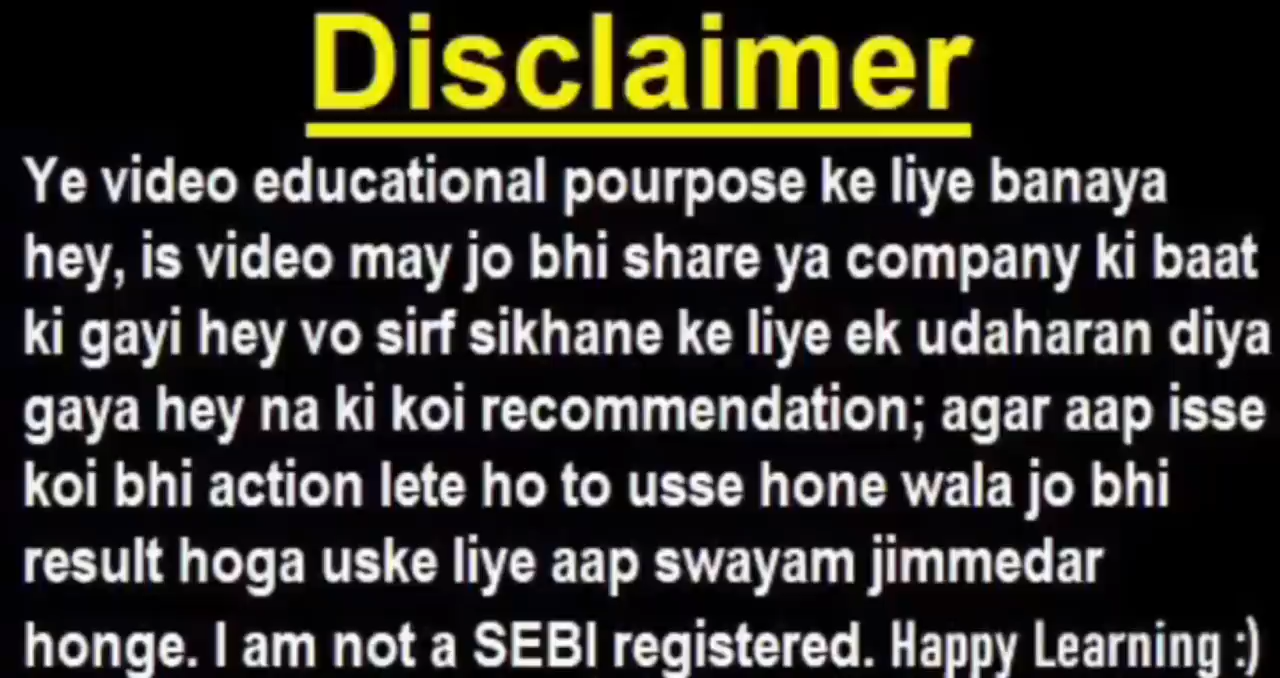 Disclaimer
Ye video educational pourpose ke liye banaya
hey, is video may jo bhi share ya company ki baat
ki gayi hey vo sirf sikhane ke liye ek udaharan diya
gaya hey na ki koi recommendation; agar aap isse
koi bhi action lete ho to usse hone wala jo bhi
result hoga uske liye aap swayam jimmedar
honge. I am not a SEBI registered. Happy Learning :)